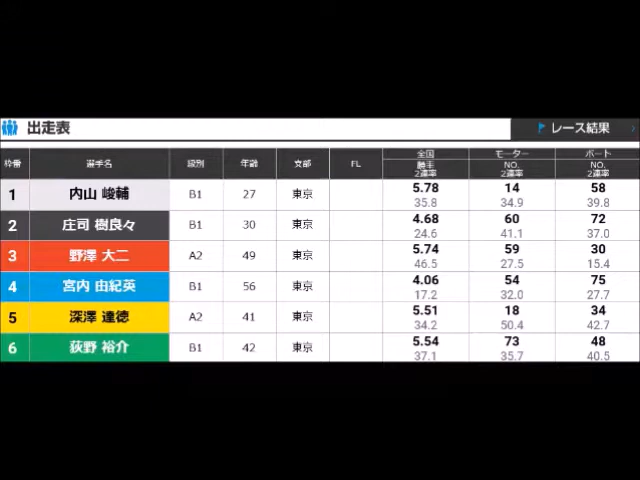 出走表
レース結果
枠番 選手名 級別 年齢 支部 FL 全国 勝率 2連率 モーター NO. 2連率 ボート NO. 2連率
1 内山 峻輔 B1 27 東京 5.78 35.8 14 34.9 58 39.8
2 庄司 樹良々 B1 30 東京 4.68 24.6 60 41.1 72 37.0
3 野澤 大二 A2 49 東京 5.74 46.5 59 27.5 30 15.4
4 宮内 由紀英 B1 56 東京 4.06 17.2 54 32.0 75 27.7
5 深澤 達徳 A2 41 東京 5.51 34.2 18 50.4 34 42.7
6 荻野 裕介 B1 42 東京 5.54 37.1 73 35.7 48 40.5